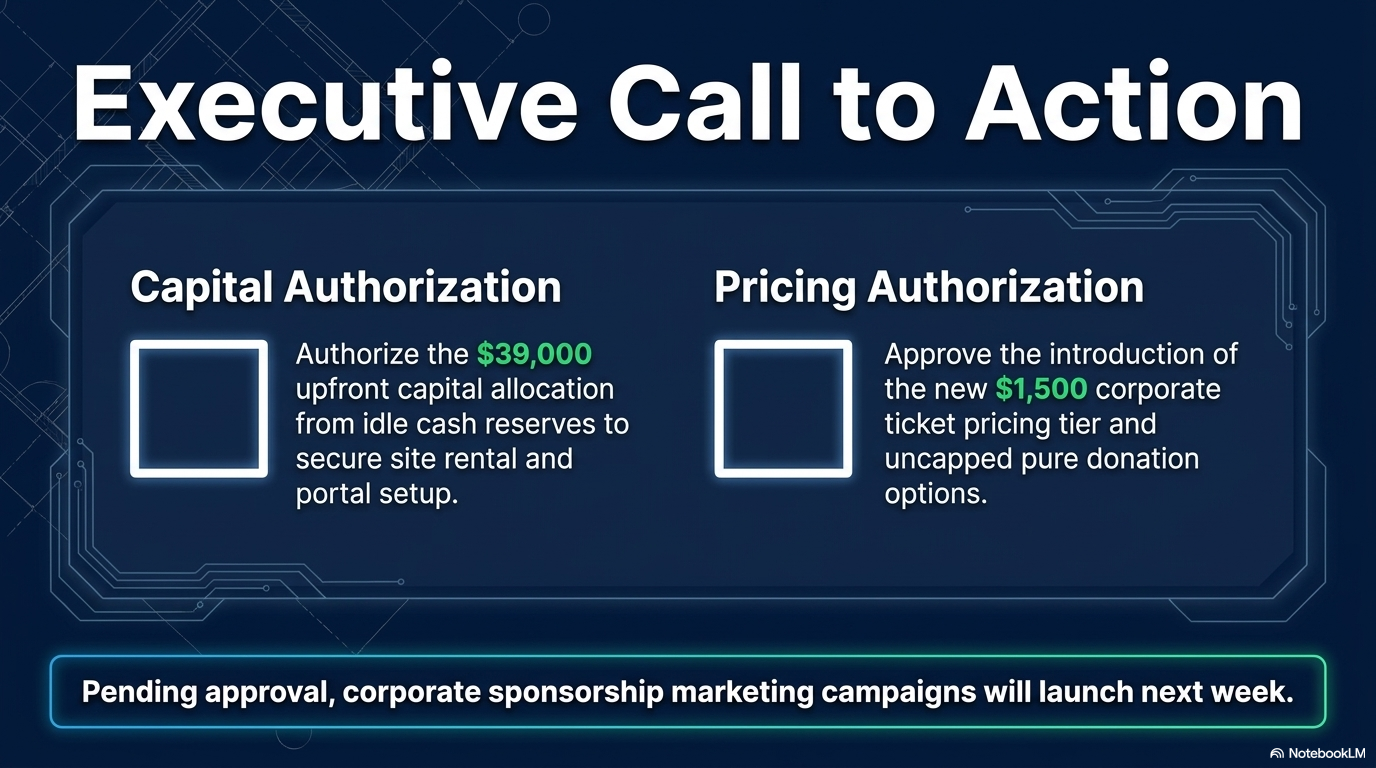 Executive Call to Action
Capital Authorization
Authorize the $39,000
upfront capital allocation
from idle cash reserves to
secure site rental and
portal setup.
Pricing Authorization
Approve the introduction of
the new $1,500 corporate
ticket pricing tier and
uncapped pure donation
options.
Pending approval, corporate sponsorship marketing campaigns will launch next week.
NotebookLM